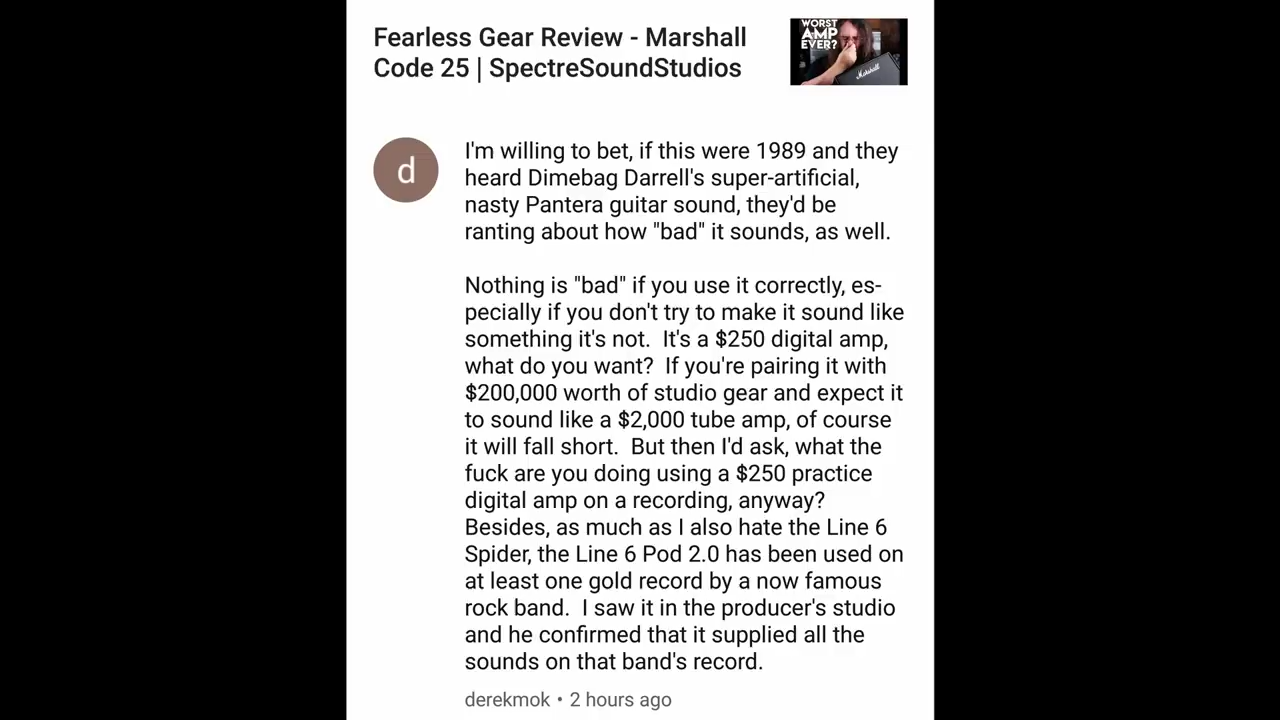 Fearless Gear Review - Marshall
Code 25 | SpectreSoundStudios
WORST
AMP
EVER?
Marshall
d
I'm willing to bet, if this were 1989 and they
heard Dimebag Darrell's super-artificial,
nasty Pantera guitar sound, they'd be
ranting about how "bad" it sounds, as well.
Nothing is "bad" if you use it correctly, es-
pecially if you don't try to make it sound like
something it's not.  It's a $250 digital amp,
what do you want?  If you're pairing it with
$200,000 worth of studio gear and expect it
to sound like a $2,000 tube amp, of course
it will fall short.  But then I'd ask, what the
fuck are you doing using a $250 practice
digital amp on a recording, anyway?
Besides, as much as I also hate the Line 6
Spider, the Line 6 Pod 2.0 has been used on
at least one gold record by a now famous
rock band.  I saw it in the producer's studio
and he confirmed that it supplied all the
sounds on that band's record.
derekmok • 2 hours ago